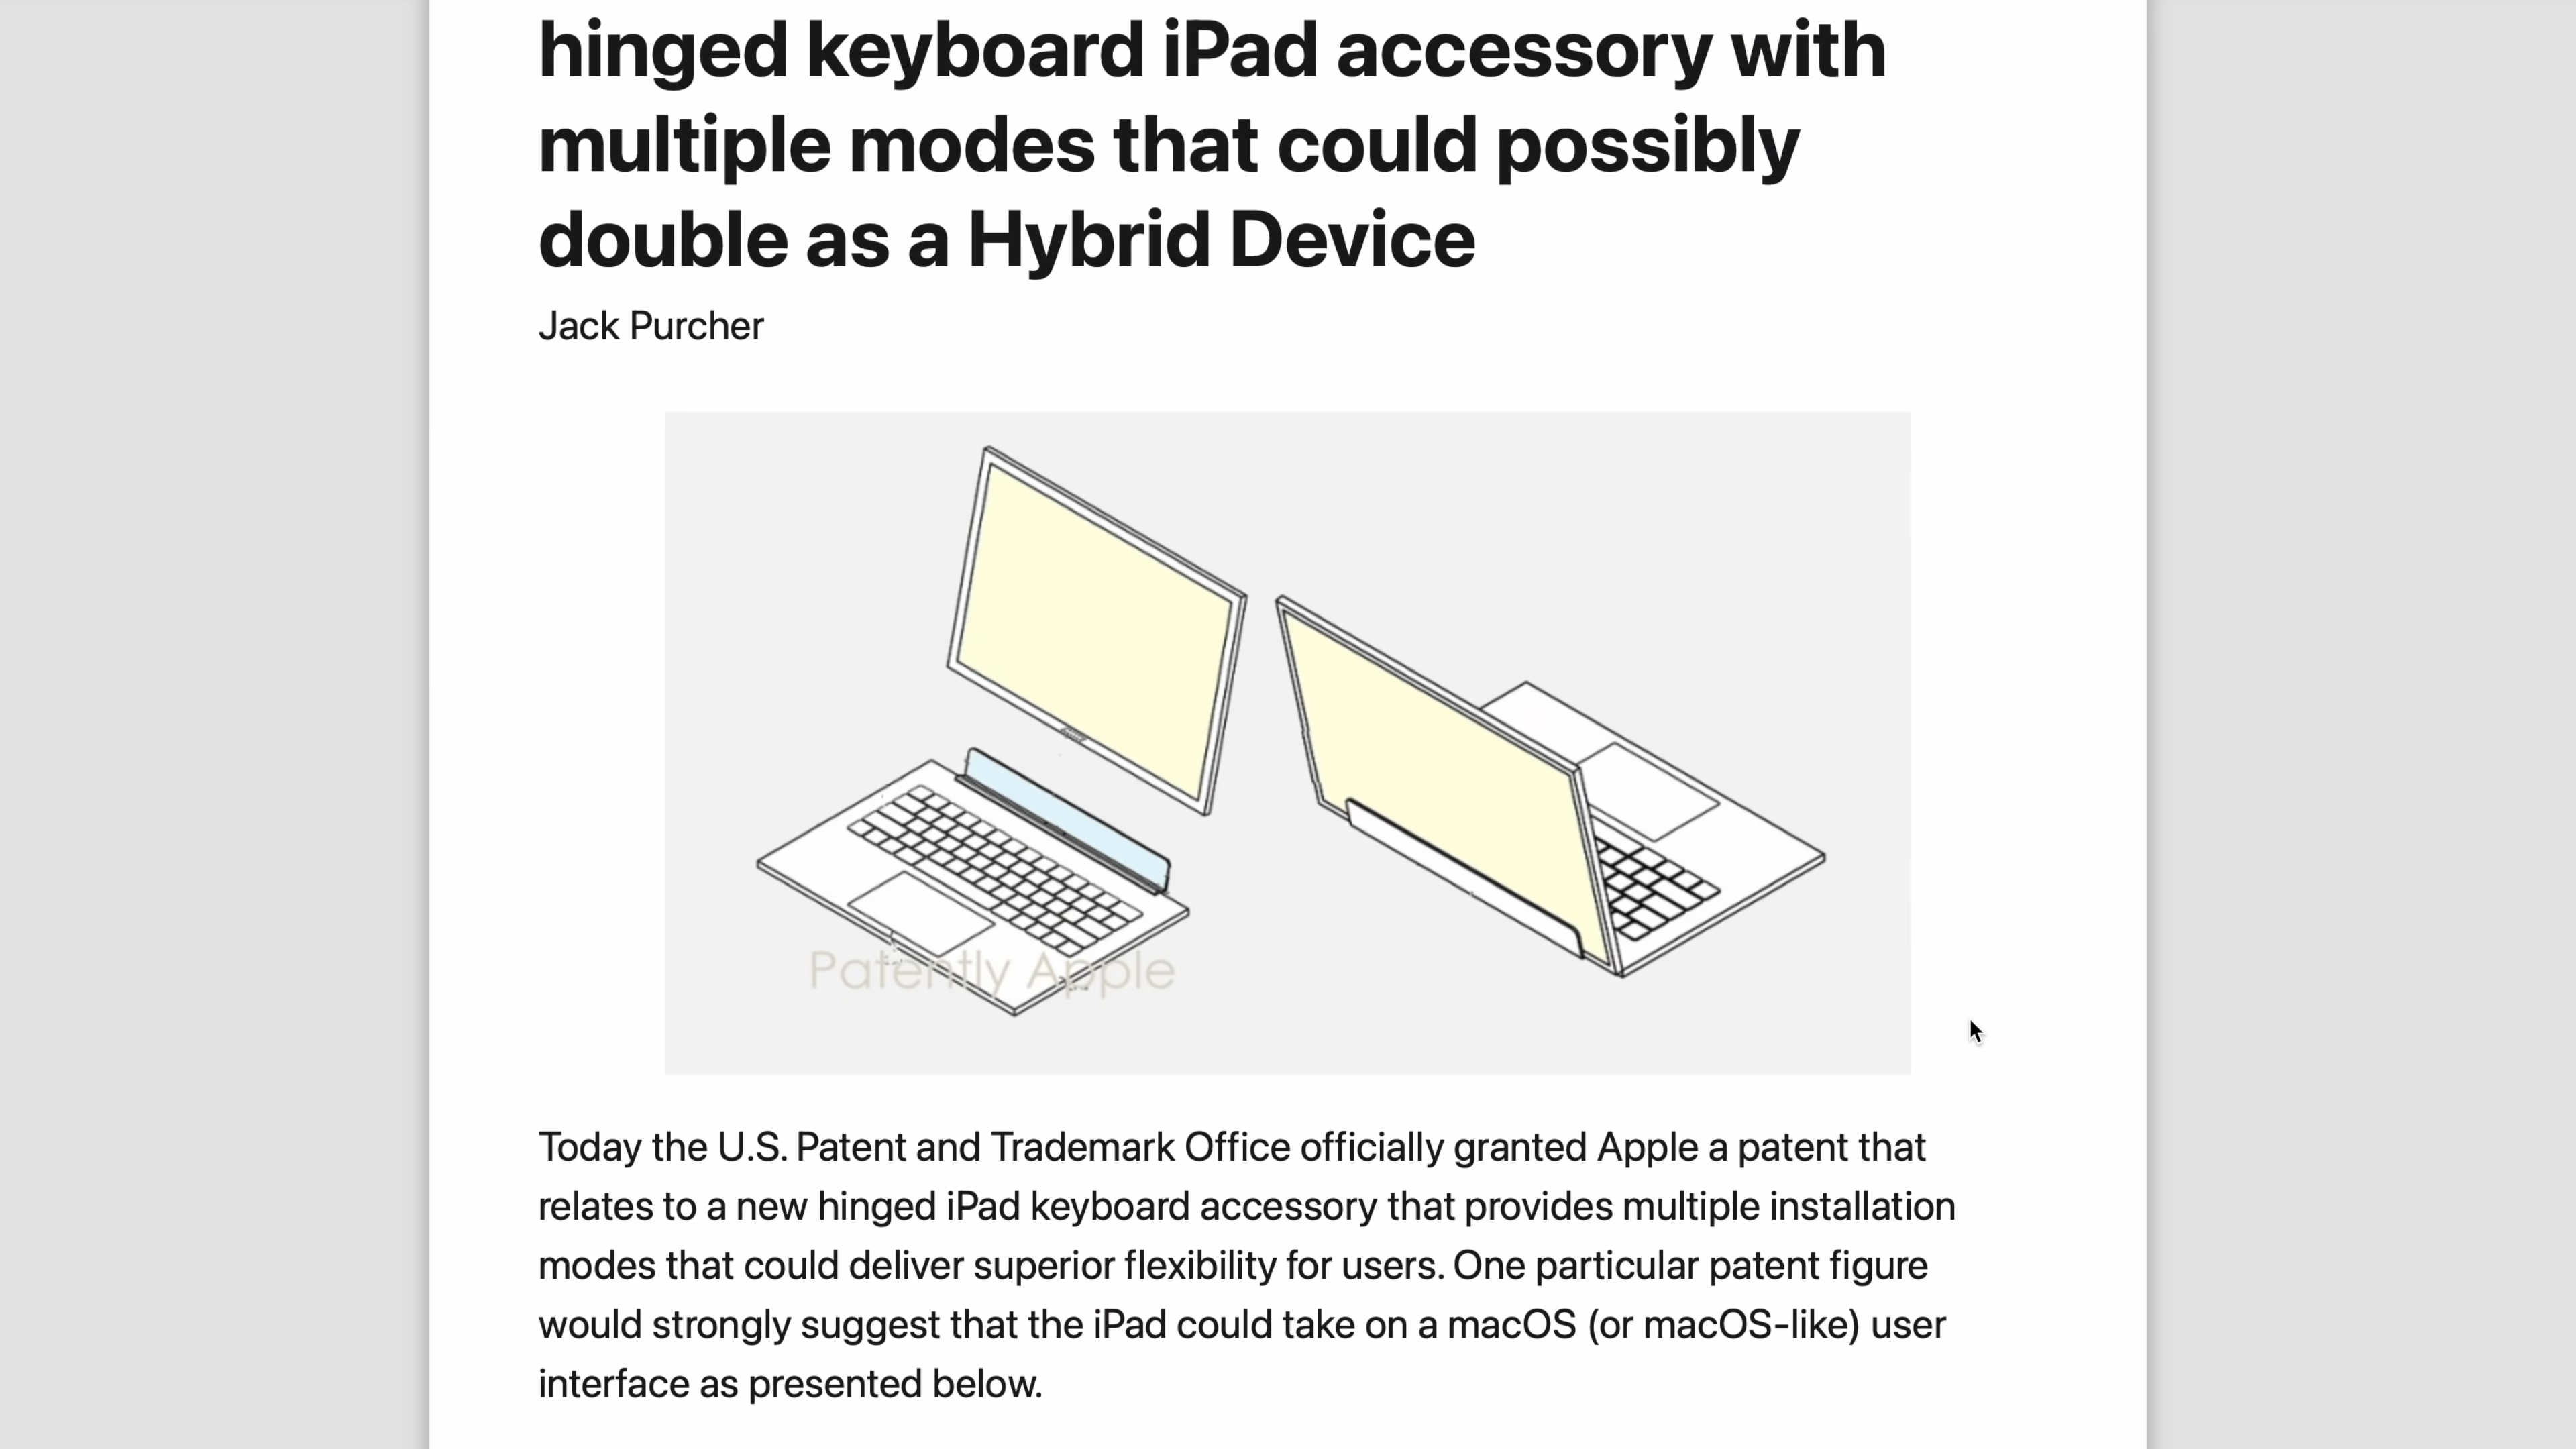 hinged keyboard iPad accessory with
multiple modes that could possibly
double as a Hybrid Device
Jack Purcher
Patently Apple
Today the U.S. Patent and Trademark Office officially granted Apple a patent that
relates to a new hinged iPad keyboard accessory that provides multiple installation
modes that could deliver superior flexibility for users. One particular patent figure
would strongly suggest that the iPad could take on a macOS (or macOS-like) user
interface as presented below.